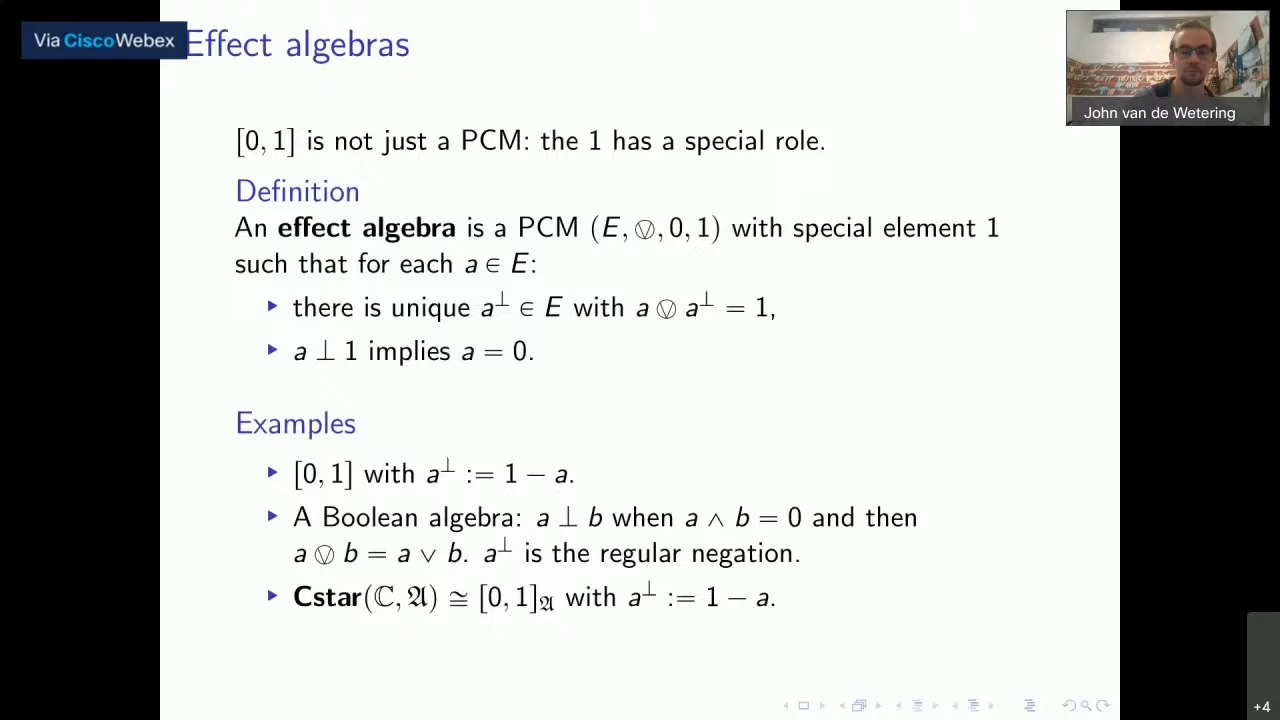 Via Cisco Webex
Effect algebras
John van de Wetering
[0, 1] is not just a PCM: the 1 has a special role.
Definition
An effect algebra is a PCM (E, ⦸, 0, 1) with special element 1
such that for each a ∈ E:
▸ there is unique a^⊥ ∈ E with a ⦸ a^⊥ = 1,
▸ a ⊥ 1 implies a = 0.
Examples
▸ [0, 1] with a^⊥ := 1 − a.
▸ A Boolean algebra: a ⊥ b when a ∧ b = 0 and then
a ⦸ b = a ∨ b. a^⊥ is the regular negation.
▸ Cstar(ℂ, 𝔄) ≅ [0, 1]_𝔄 with a^⊥ := 1 − a.
+4